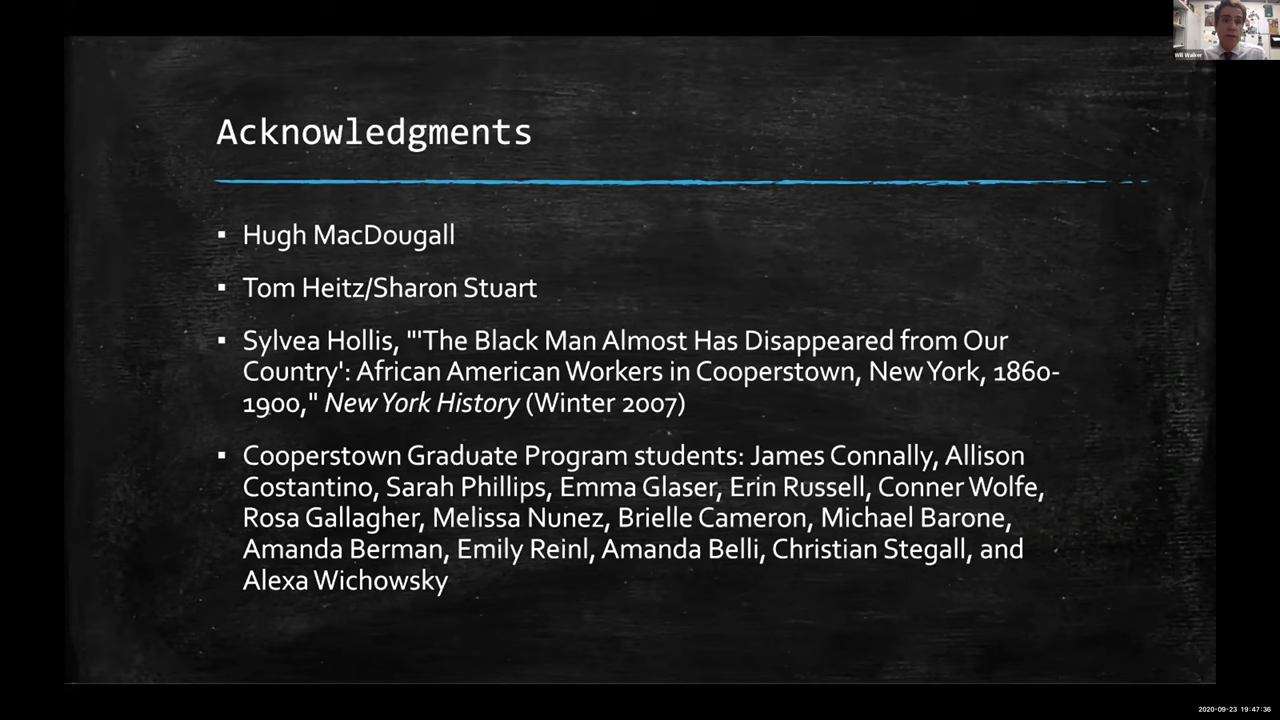 Will Walker
Acknowledgments
▪ Hugh MacDougall
▪ Tom Heitz/Sharon Stuart
▪ Sylvea Hollis, "'The Black Man Almost Has Disappeared from Our
Country': African American Workers in Cooperstown, New York, 1860-
1900," New York History (Winter 2007)
▪ Cooperstown Graduate Program students: James Connally, Allison
Costantino, Sarah Phillips, Emma Glaser, Erin Russell, Conner Wolfe,
Rosa Gallagher, Melissa Nunez, Brielle Cameron, Michael Barone,
Amanda Berman, Emily Reinl, Amanda Belli, Christian Stegall, and
Alexa Wichowsky
2020-09-23 19:47:36